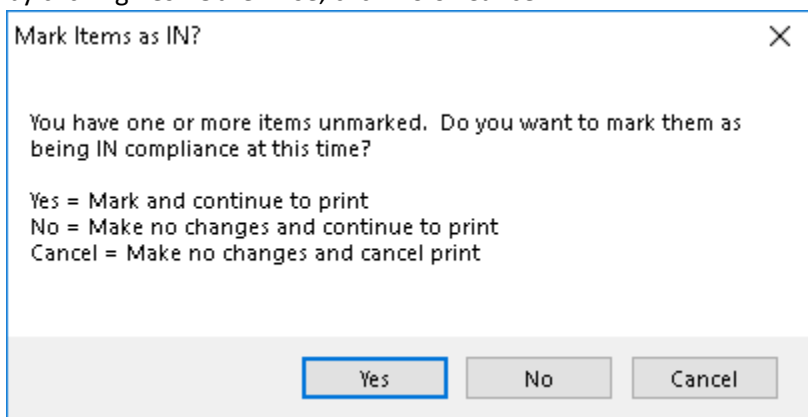 Mark Items as IN?
You have one or more items unmarked. Do you want to mark them as
being IN compliance at this time?
Yes = Mark and continue to print
No = Make no changes and continue to print
Cancel = Make no changes and cancel print
Yes No Cancel